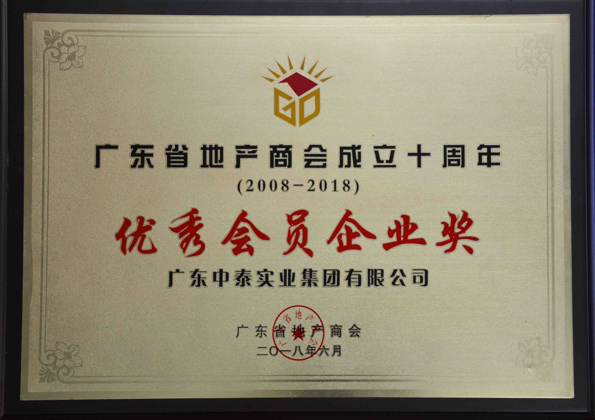 GD
广东省地产商会成立十周年
(2008-2018)
优秀会员企业奖
广东中泰实业集团有限公司
广东省地产商会
二〇一八年六月